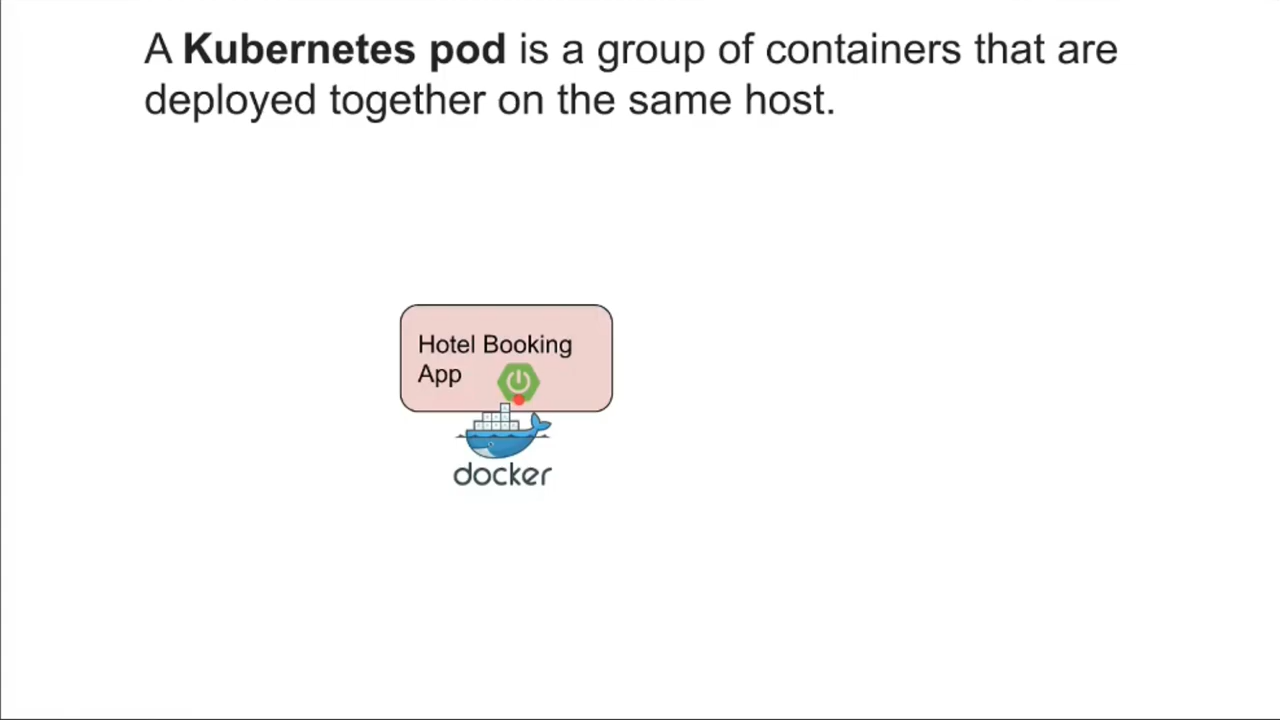 A Kubernetes pod is a group of containers that are
deployed together on the same host.
Hotel Booking
App
docker